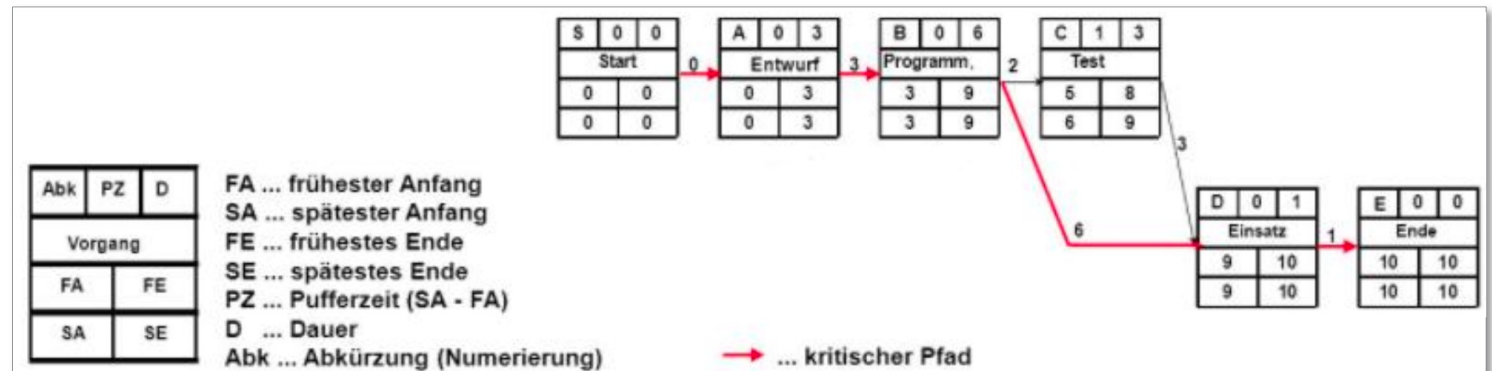 S 0 0
Start
0 0
0 0
0
A 0 3
Entwurf
0 3
0 3
3
B 0 6
Programm.
3 9
3 9
2
C 1 3
Test
5 8
6 9
3
6
D 0 1
Einsatz
9 10
9 10
1
E 0 0
Ende
10 10
10 10
Abk PZ D
Vorgang
FA FE
SA SE
FA ... frühester Anfang
SA ... spätester Anfang
FE ... frühestes Ende
SE ... spätestes Ende
PZ ... Pufferzeit (SA - FA)
D ... Dauer
Abk ... Abkürzung (Numerierung)
... kritischer Pfad